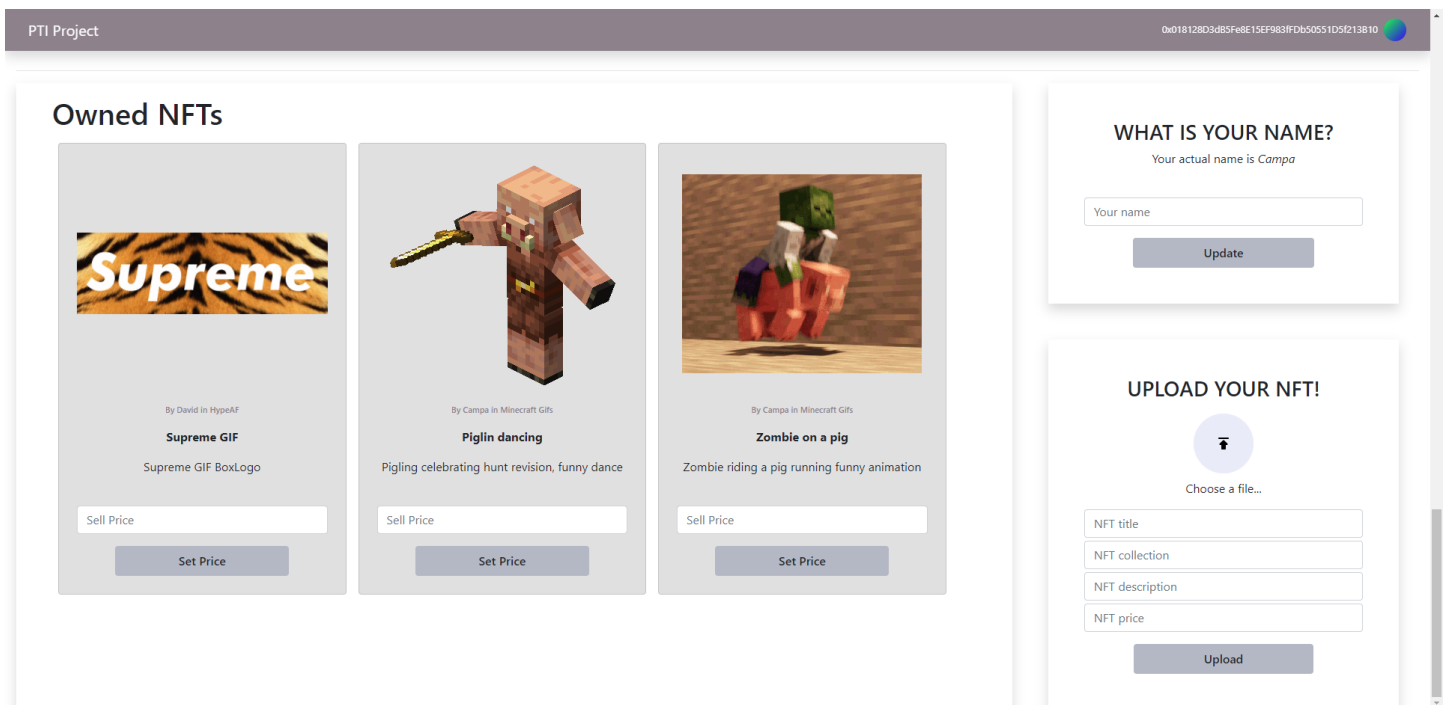 PTI Project
0x018128D3dB5Fe8E15EF983fFDb50551D5f213B10
Owned NFTs
Supreme
By David in HypeAF
Supreme GIF
Supreme GIF BoxLogo
Sell Price
Set Price
By Campa in Minecraft Gifs
Piglin dancing
Pigling celebrating hunt revision, funny dance
Sell Price
Set Price
By Campa in Minecraft Gifs
Zombie on a pig
Zombie riding a pig running funny animation
Sell Price
Set Price
WHAT IS YOUR NAME?
Your actual name is Campa
Your name
Update
UPLOAD YOUR NFT!
Choose a file...
NFT title
NFT collection
NFT description
NFT price
Upload